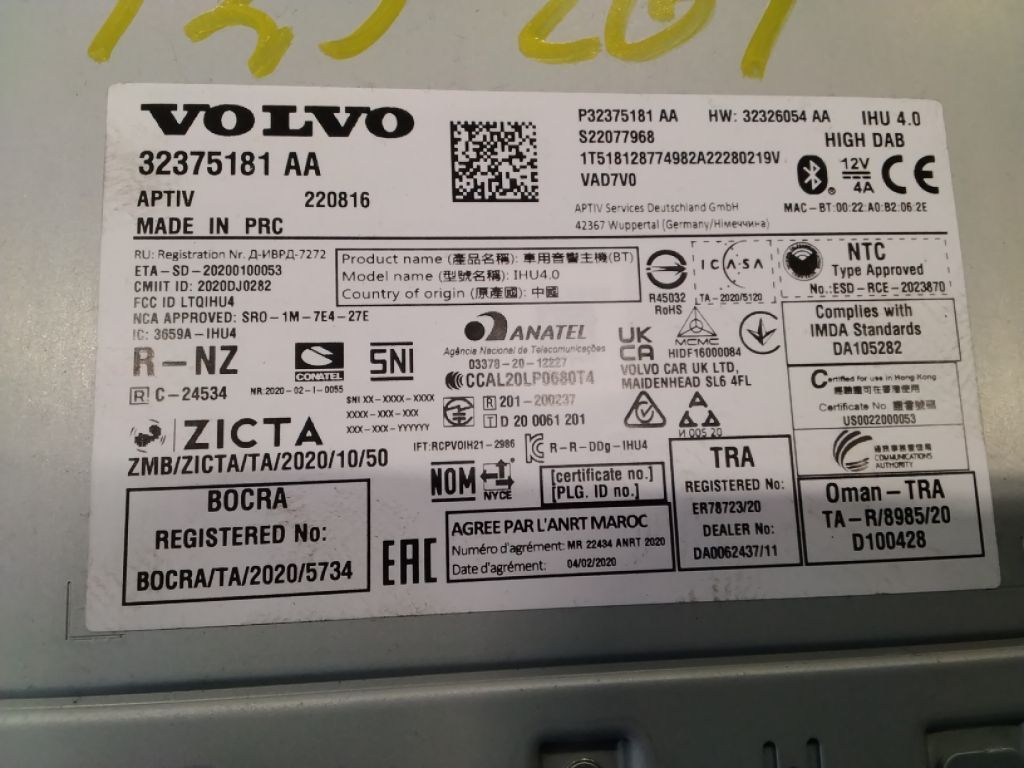 VOLVO
32375181 AA
APTIV 220816
MADE IN PRC
P32375181 AA HW: 32326054 AA IHU 4.0
S22077968 HIGH DAB
1T518128774982A22280219V
VAD7V0
12V
4A
CE
APTIV Services Deutschland GmbH
42367 Wuppertal (Germany/Німеччина)
MAC-BT:00:22:A0:B2:06:2E
RU: Registration Nr. Д-ИВРД-7272
ETA-SD-20200100053
CMIIT ID: 2020DJ0282
FCC ID LTQIHU4
NCA APPROVED: SRO-1M-7E4-27E
IC: 3659A-IHU4
Product name (產品名稱): 車用音響主機(BT)
Model name (型號名稱): IHU4.0
Country of origin (原產國): 中國
R45032
RoHS
ICASA
TA-2020/5120
NTC
Type Approved
No.:ESD-RCE-2023870
R-NZ
CONATEL
NR:2020-02-I-0055
SNI
SNI XX-XXXX-XXXX
XXXX-XXX-XXX
XXX-XXX-YYYYYY
ANATEL
Agência Nacional de Telecomunicações
03378-20-12227
CCAL20LP0680T4
R 201-200237
T D 20 0061 201
UK
CA
MCMC
HIDF16000084
VOLVO CAR UK LTD,
MAIDENHEAD SL6 4FL
Complies with
IMDA Standards
DA105282
R C-24534
Certified for use in Hong Kong
Certificate No.
US0022000053
COMMUNICATIONS
AUTHORITY
ZICTA
ZMB/ZICTA/TA/2020/10/50
IFT:RCPVOIH21-2986
R-R-DDg-IHU4
И 005 20
NOM
NYCE
[certificate no.]
[PLG. ID no.]
BOCRA
REGISTERED No:
BOCRA/TA/2020/5734
EAC
AGREE PAR L'ANRT MAROC
Numéro d'agrément: MR 22434 ANRT 2020
Date d'agrément: 04/02/2020
TRA
REGISTERED No:
ER78723/20
DEALER No:
DA0062437/11
Oman-TRA
TA-R/8985/20
D100428